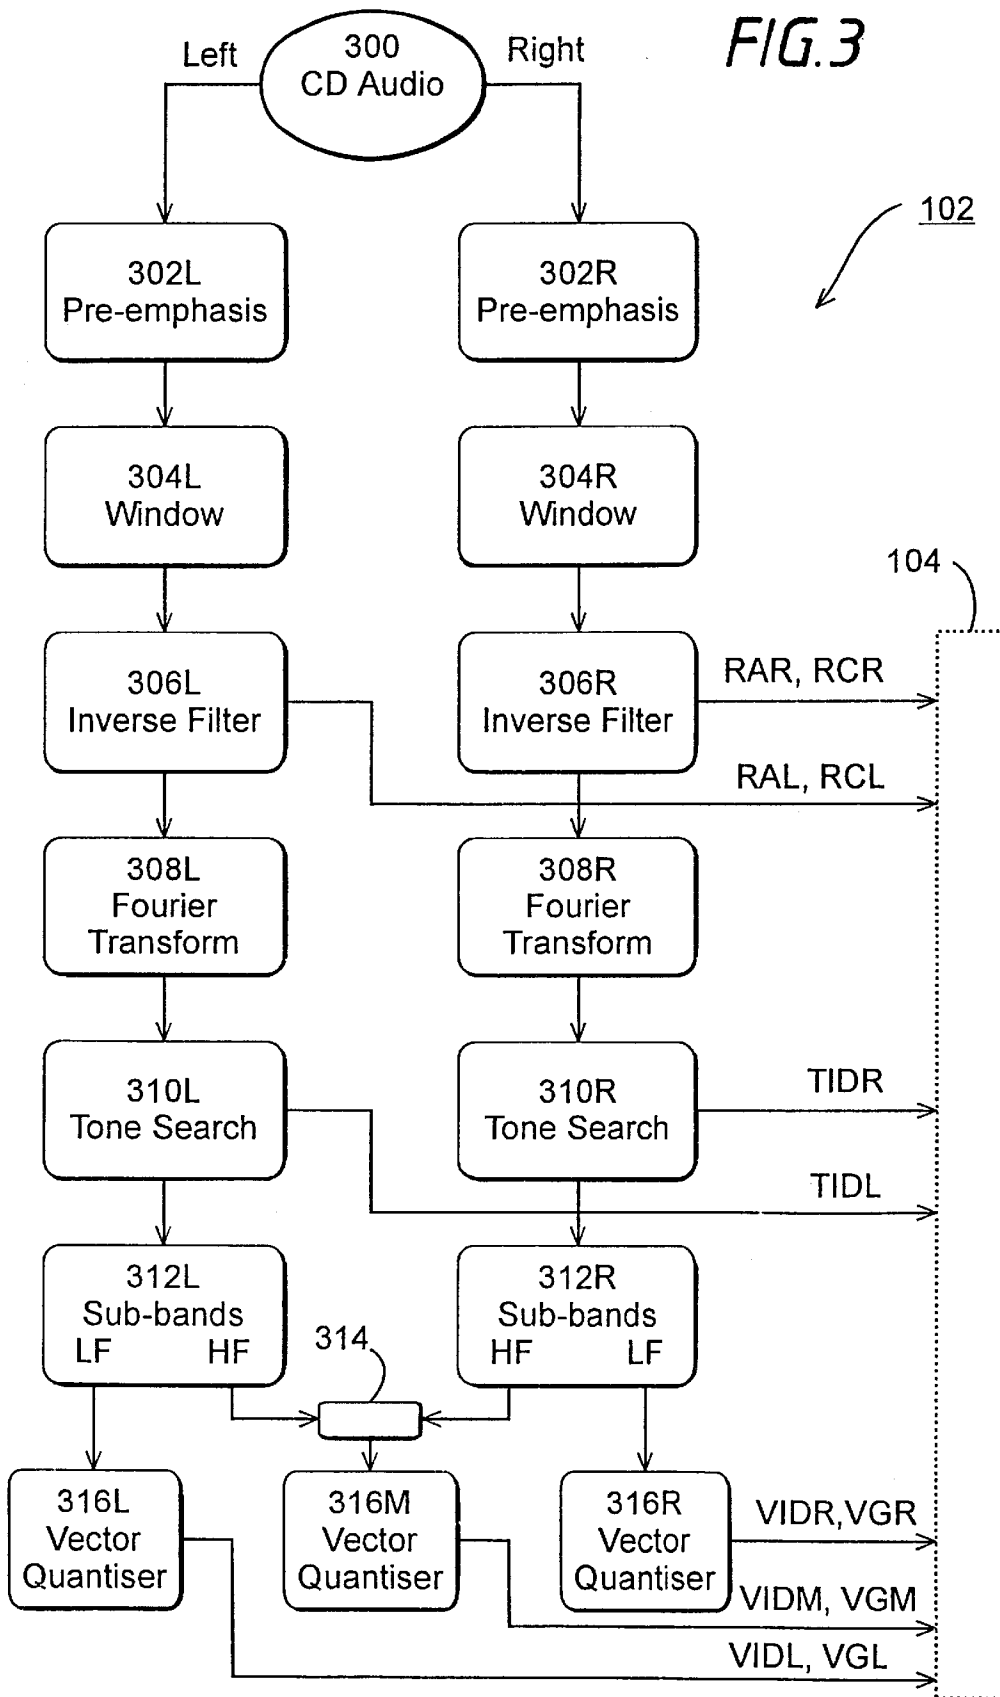 FIG.3
Left
300
CD Audio
Right
102
302L
Pre-emphasis
302R
Pre-emphasis
304L
Window
304R
Window
104
306L
Inverse Filter
306R
Inverse Filter
RAR, RCR
RAL, RCL
308L
Fourier
Transform
308R
Fourier
Transform
310L
Tone Search
310R
Tone Search
TIDR
TIDL
312L
Sub-bands
LF HF
314
312R
Sub-bands
HF LF
316L
Vector
Quantiser
316M
Vector
Quantiser
316R
Vector
Quantiser
VIDR,VGR
VIDM, VGM
VIDL, VGL